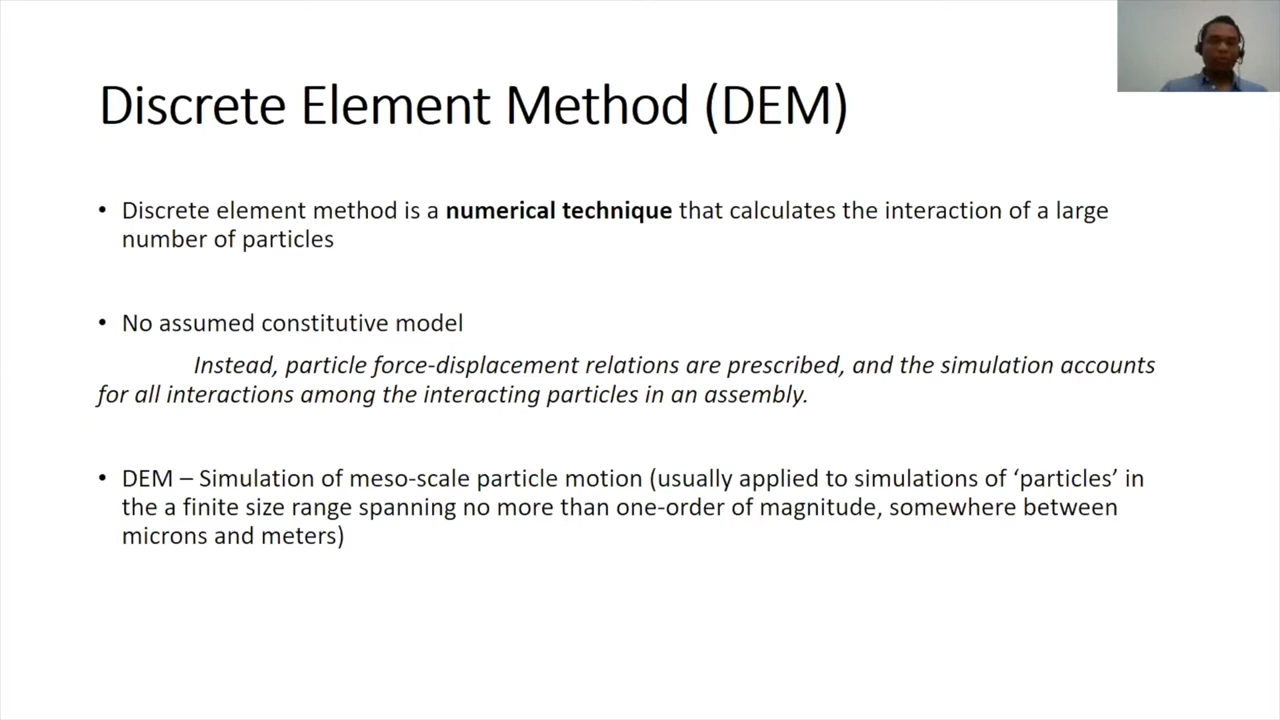 Discrete Element Method (DEM)
• Discrete element method is a numerical technique that calculates the interaction of a large
number of particles
• No assumed constitutive model
Instead, particle force-displacement relations are prescribed, and the simulation accounts
for all interactions among the interacting particles in an assembly.
• DEM – Simulation of meso-scale particle motion (usually applied to simulations of ‘particles’ in
the a finite size range spanning no more than one-order of magnitude, somewhere between
microns and meters)